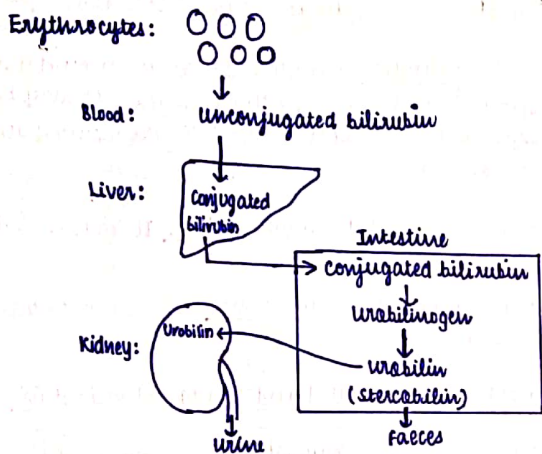 Erythrocytes:
Blood: unconjugated bilirubin
Liver: conjugated
bilirubin
Intestine
conjugated bilirubin
urobilinogen
Kidney: urobilin
urobilin
(stercobilin)
urine
faeces